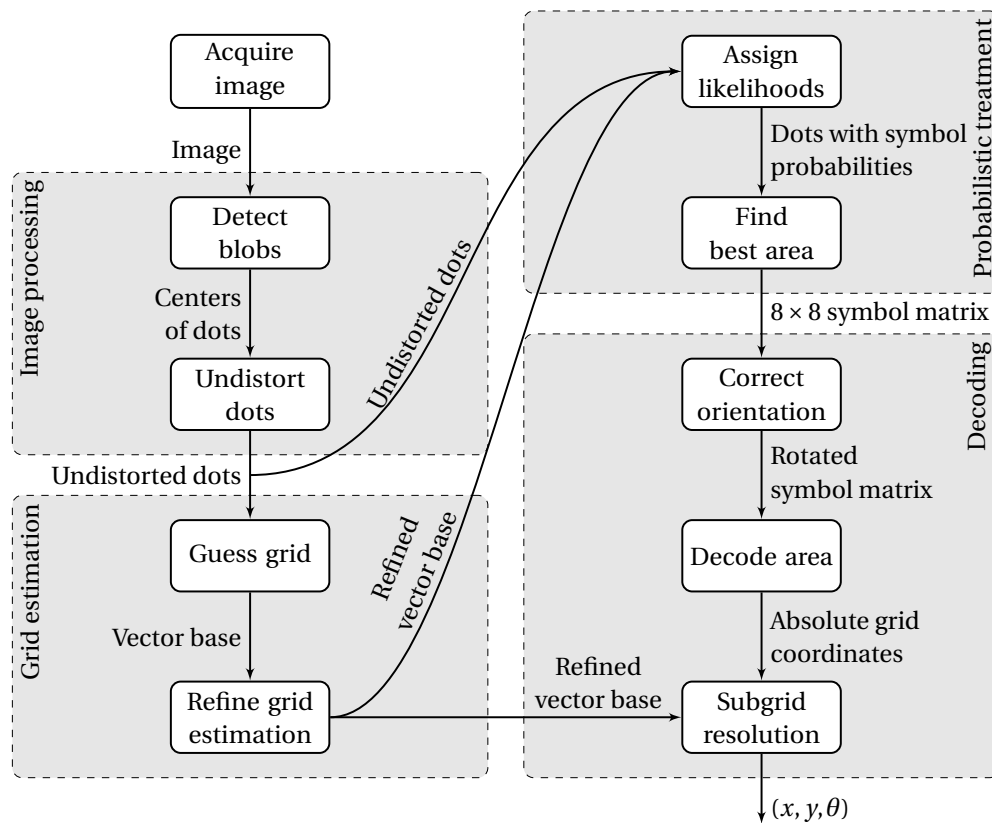 Acquire
image
Image
Image processing
Detect
blobs
Centers
of dots
Undistort
dots
Undistorted dots
Grid estimation
Guess grid
Vector base
Refine grid
estimation
Undistorted dots
Refined
vector base
Refined
vector base
Probabilistic treatment
Assign
likelihoods
Dots with symbol
probabilities
Find
best area
8 × 8 symbol matrix
Decoding
Correct
orientation
Rotated
symbol matrix
Decode area
Absolute grid
coordinates
Subgrid
resolution
(x, y, θ)